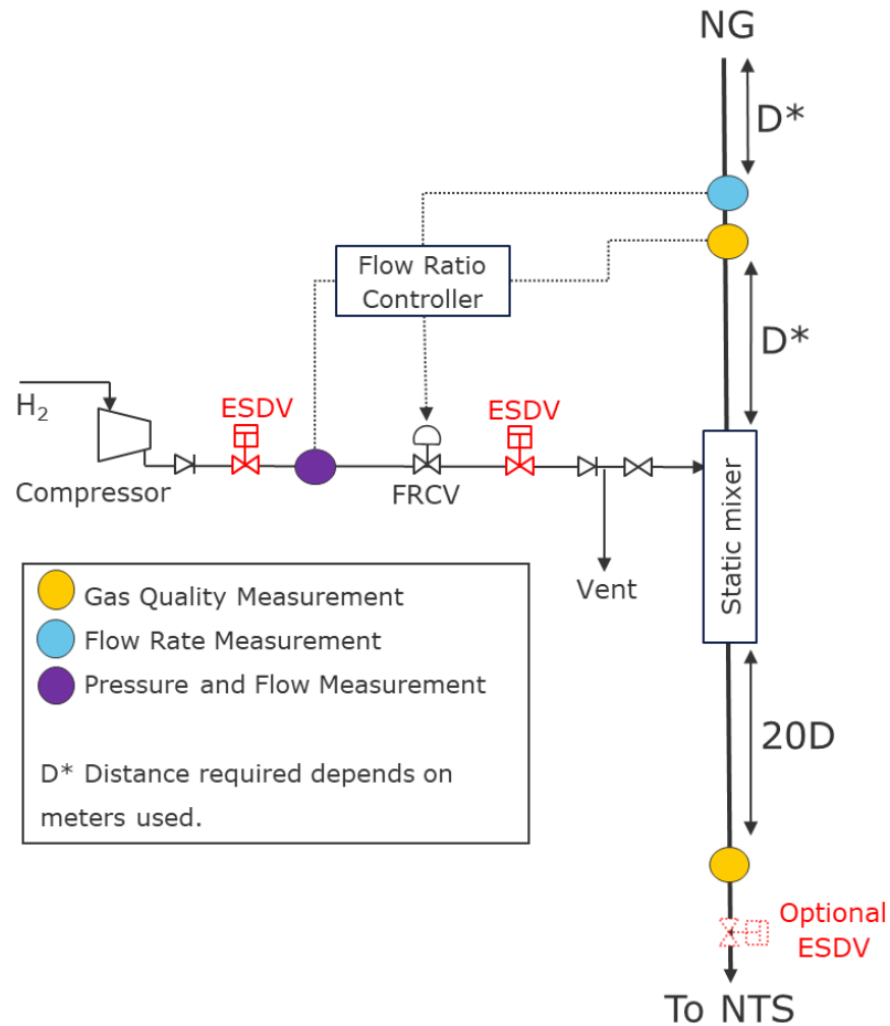 NG
D*
Flow Ratio
Controller
D*
H2
ESDV
ESDV
Compressor
FRCV
Static mixer
Vent
Gas Quality Measurement
Flow Rate Measurement
Pressure and Flow Measurement
D* Distance required depends on
meters used.
20D
Optional
ESDV
To NTS